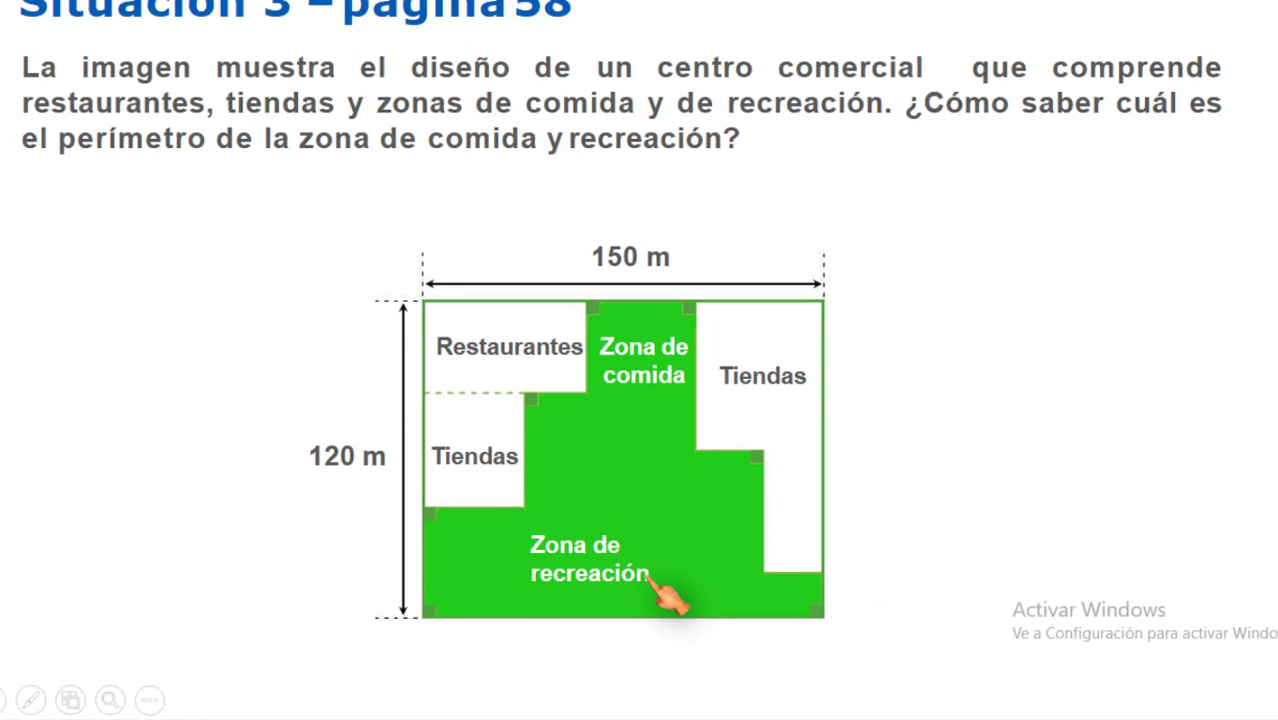 Situación 3 – página 58
La imagen muestra el diseño de un centro comercial que comprende
restaurantes, tiendas y zonas de comida y de recreación. ¿Cómo saber cuál es
el perímetro de la zona de comida y recreación?
150 m
Restaurantes
Zona de
comida
Tiendas
120 m
Tiendas
Zona de
recreación
Activar Windows
Ve a Configuración para activar Windo